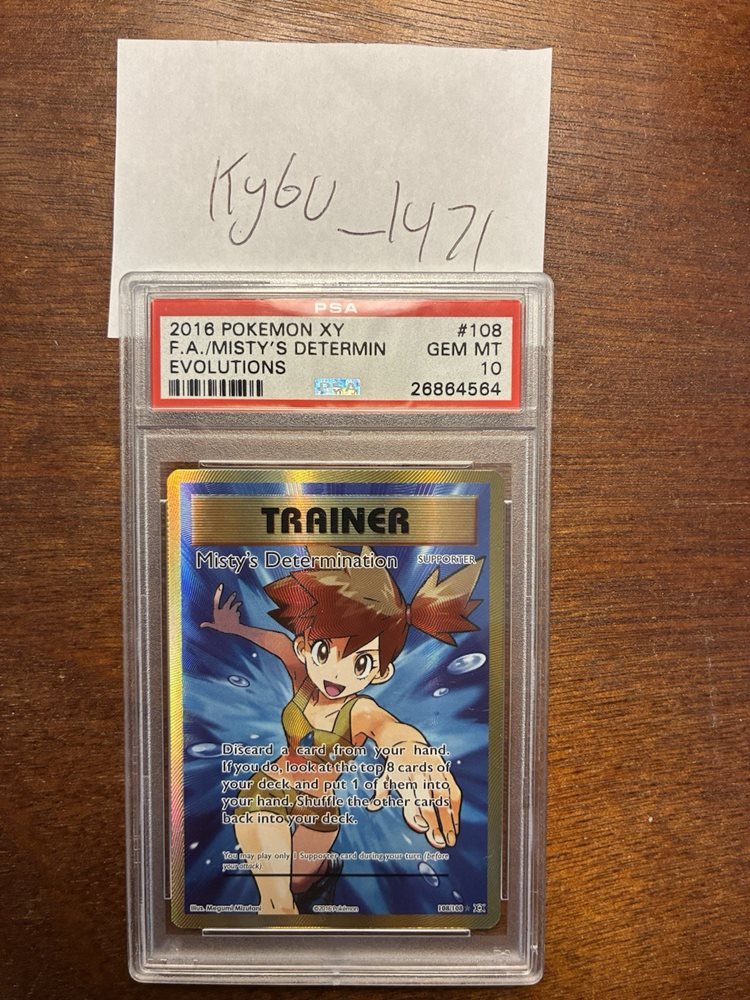 Ky6U_1471
PSA
2016 POKEMON XY #108
F.A./MISTY'S DETERMIN GEM MT
EVOLUTIONS 10
PSA 26864564
TRAINER
Misty's Determination SUPPORTER
Discard a card from your hand.
If you do, look at the top 8 cards of
your deck and put 1 of them into
your hand. Shuffle the other cards
back into your deck.
You may play only 1 Supporter card during your turn (before
your attack).
Illus. Megumi Mizutani ©2016 Pokémon 108/108